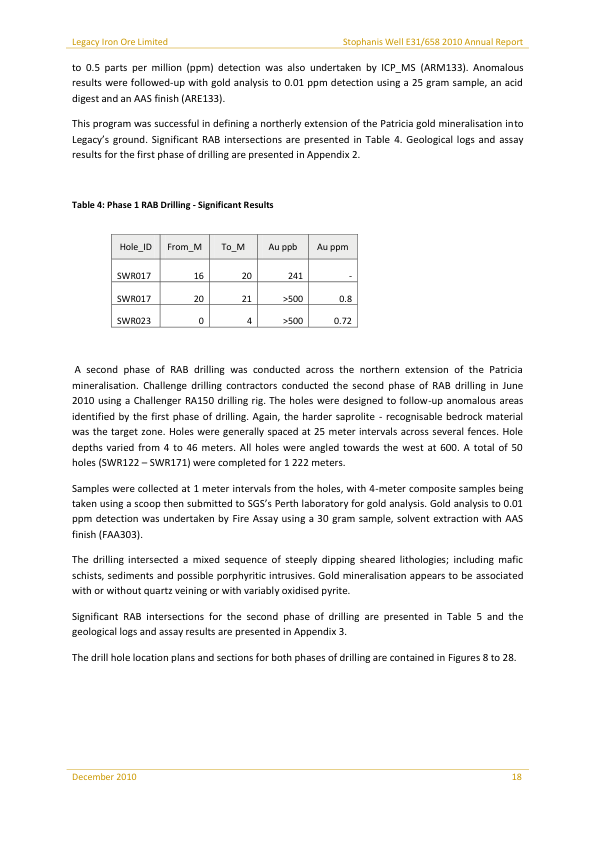 Legacy Iron Ore Limited Stophanis Well E31/658 2010 Annual Report
to 0.5 parts per million (ppm) detection was also undertaken by ICP_MS (ARM133). Anomalous
results were followed-up with gold analysis to 0.01 ppm detection using a 25 gram sample, an acid
digest and an AAS finish (ARE133).
This program was successful in defining a northerly extension of the Patricia gold mineralisation into
Legacy's ground. Significant RAB intersections are presented in Table 4. Geological logs and assay
results for the first phase of drilling are presented in Appendix 2.
Table 4: Phase 1 RAB Drilling - Significant Results
Hole_ID From_M To_M Au ppb Au ppm
SWR017 16 20 241 -
SWR017 20 21 >500 0.8
SWR023 0 4 >500 0.72
A second phase of RAB drilling was conducted across the northern extension of the Patricia
mineralisation. Challenge drilling contractors conducted the second phase of RAB drilling in June
2010 using a Challenger RA150 drilling rig. The holes were designed to follow-up anomalous areas
identified by the first phase of drilling. Again, the harder saprolite - recognisable bedrock material
was the target zone. Holes were generally spaced at 25 meter intervals across several fences. Hole
depths varied from 4 to 46 meters. All holes were angled towards the west at 600. A total of 50
holes (SWR122 – SWR171) were completed for 1 222 meters.
Samples were collected at 1 meter intervals from the holes, with 4-meter composite samples being
taken using a scoop then submitted to SGS's Perth laboratory for gold analysis. Gold analysis to 0.01
ppm detection was undertaken by Fire Assay using a 30 gram sample, solvent extraction with AAS
finish (FAA303).
The drilling intersected a mixed sequence of steeply dipping sheared lithologies; including mafic
schists, sediments and possible porphyritic intrusives. Gold mineralisation appears to be associated
with or without quartz veining or with variably oxidised pyrite.
Significant RAB intersections for the second phase of drilling are presented in Table 5 and the
geological logs and assay results are presented in Appendix 3.
The drill hole location plans and sections for both phases of drilling are contained in Figures 8 to 28.
December 2010 18